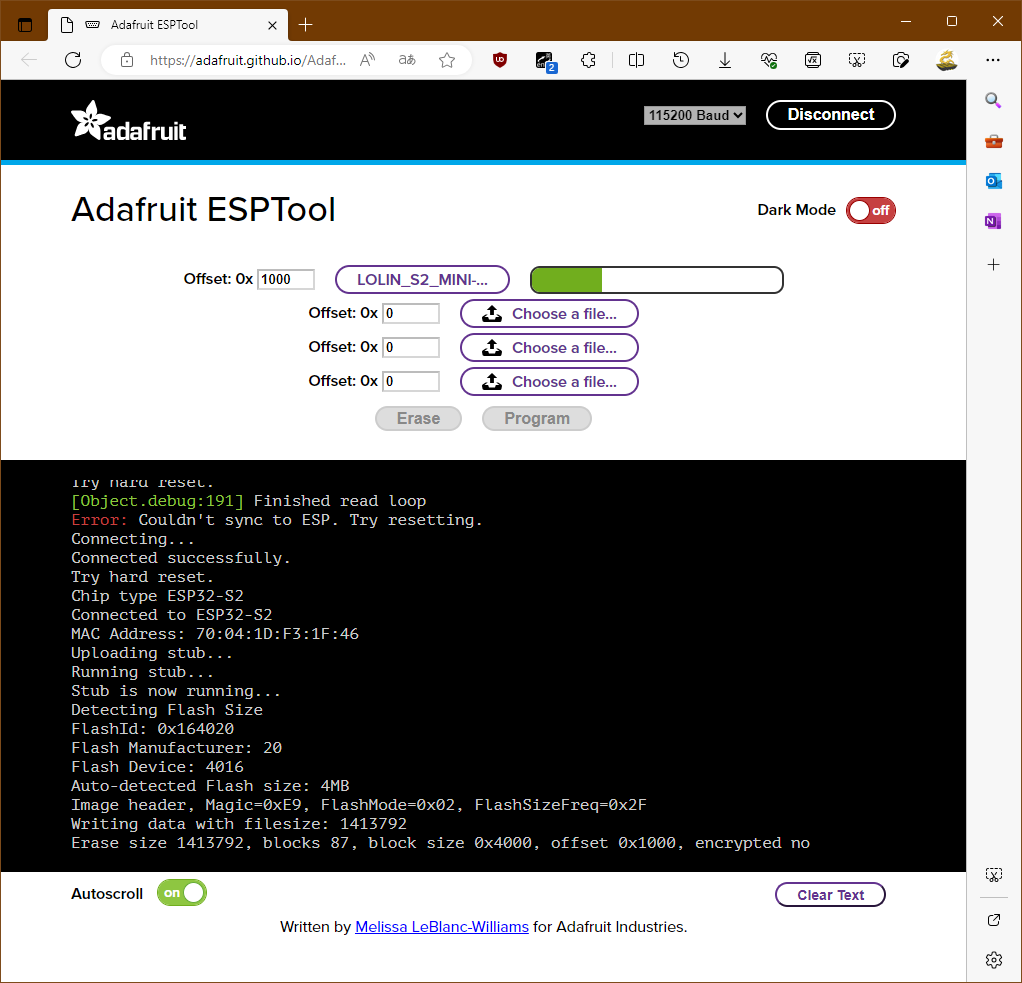 Adafruit ESPTool
https://adafruit.github.io/Adaf...
2
adafruit
115200 Baud
Disconnect
Adafruit ESPTool
Dark Mode off
Offset: 0x 1000 LOLIN_S2_MINI-...
Offset: 0x 0 Choose a file...
Offset: 0x 0 Choose a file...
Offset: 0x 0 Choose a file...
Erase Program
Try hard reset.
[Object.debug:191] Finished read loop
Error: Couldn't sync to ESP. Try resetting.
Connecting...
Connected successfully.
Try hard reset.
Chip type ESP32-S2
Connected to ESP32-S2
MAC Address: 70:04:1D:F3:1F:46
Uploading stub...
Running stub...
Stub is now running...
Detecting Flash Size
FlashId: 0x164020
Flash Manufacturer: 20
Flash Device: 4016
Auto-detected Flash size: 4MB
Image header, Magic=0xE9, FlashMode=0x02, FlashSizeFreq=0x2F
Writing data with filesize: 1413792
Erase size 1413792, blocks 87, block size 0x4000, offset 0x1000, encrypted no
Autoscroll on
Clear Text
Written by Melissa LeBlanc-Williams for Adafruit Industries.